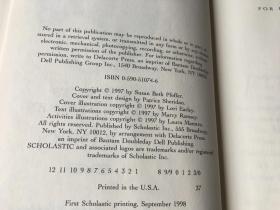 No part of this publication may be reproduced in whole or in part, or
stored in a retrieval system, or transmitted in any form or by any means,
electronic, mechanical, photocopying, recording, or otherwise, without
written permission of the publisher. For information regarding
permission, write to Delacorte Press, an imprint of Bantam Doubleday
Dell Publishing Group Inc., 1540 Broadway, New York, NY
ISBN 0-590-51074-6
Copyright © 1997 by Susan Beth Pfeffer.
Cover and text design by Patrice Sheridan.
Cover illustration copyright © 1997 by Lori Earley.
Text illustrations copyright © 1997 by Marcy Ramsey.
Activities illustrations copyright © 1997 by Laura
All rights reserved. Published by Scholastic Inc., 555 Broadway,
New York, NY 10012, by arrangement with Delacorte Press,
an imprint of Bantam Doubleday Dell Publishing
SCHOLASTIC and associated logos are trademarks and/or registered
trademarks of Scholastic Inc.
12 11 10 9 8 7 6 5 4 3 2 1 8 9/9 0 1 2 3/0
Printed in the U.S.A. 37
First Scholastic printing, September 1998
FOR